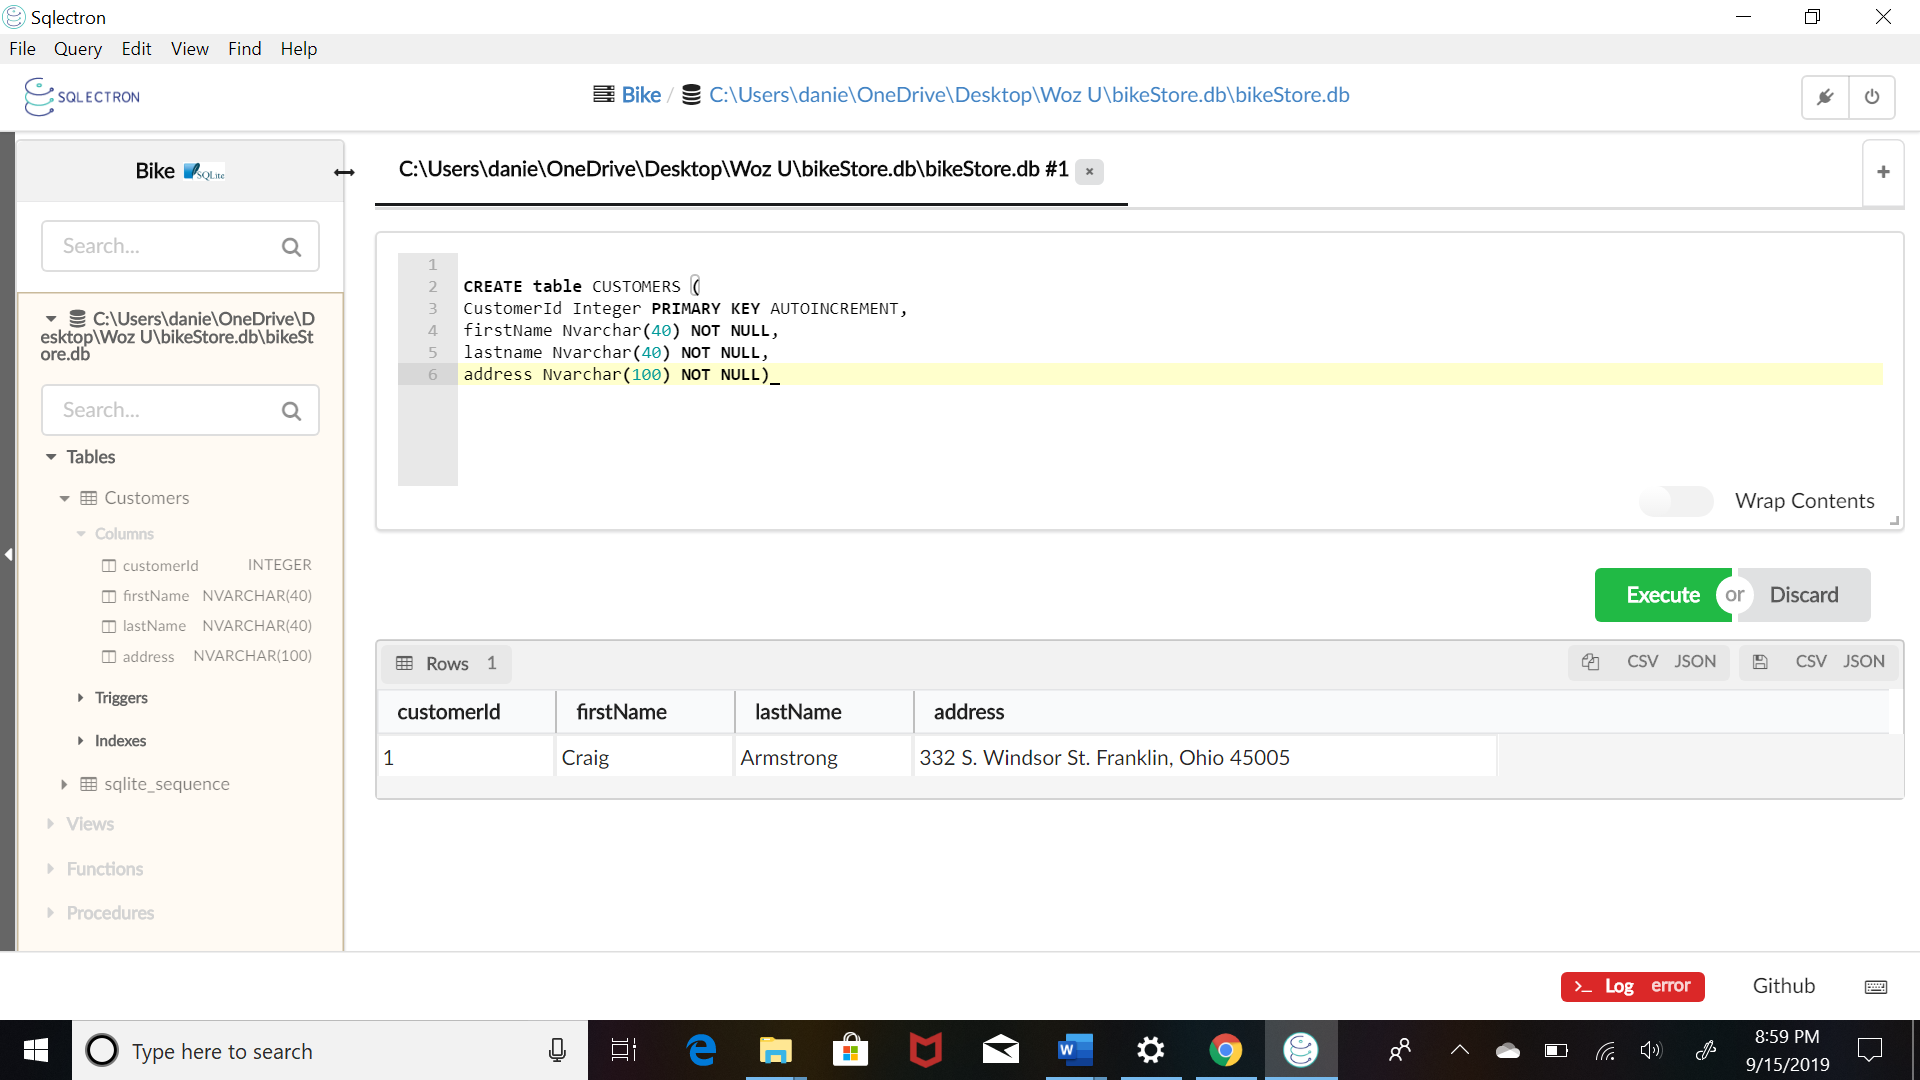 Sqlectron
File Query Edit View Find Help
SQLECTRON
Bike / C:\Users\danie\OneDrive\Desktop\Woz U\bikeStore.db\bikeStore.db
Bike SQLite
C:\Users\danie\OneDrive\Desktop\Woz U\bikeStore.db\bikeStore.db #1 ×
+
Search...
C:\Users\danie\OneDrive\D
esktop\Woz U\bikeStore.db\bikeSt
ore.db
Search...
Tables
Customers
Columns
customerId INTEGER
firstName NVARCHAR(40)
lastName NVARCHAR(40)
address NVARCHAR(100)
Triggers
Indexes
sqlite_sequence
Views
Functions
Procedures
1
2 CREATE table CUSTOMERS (
3 CustomerId Integer PRIMARY KEY AUTOINCREMENT,
4 firstName Nvarchar(40) NOT NULL,
5 lastname Nvarchar(40) NOT NULL,
6 address Nvarchar(100) NOT NULL)_
Wrap Contents
Execute or Discard
Rows 1 CSV JSON CSV JSON
customerId firstName lastName address
1 Craig Armstrong 332 S. Windsor St. Franklin, Ohio 45005
>_ Log error Github
Type here to search
8:59 PM
9/15/2019